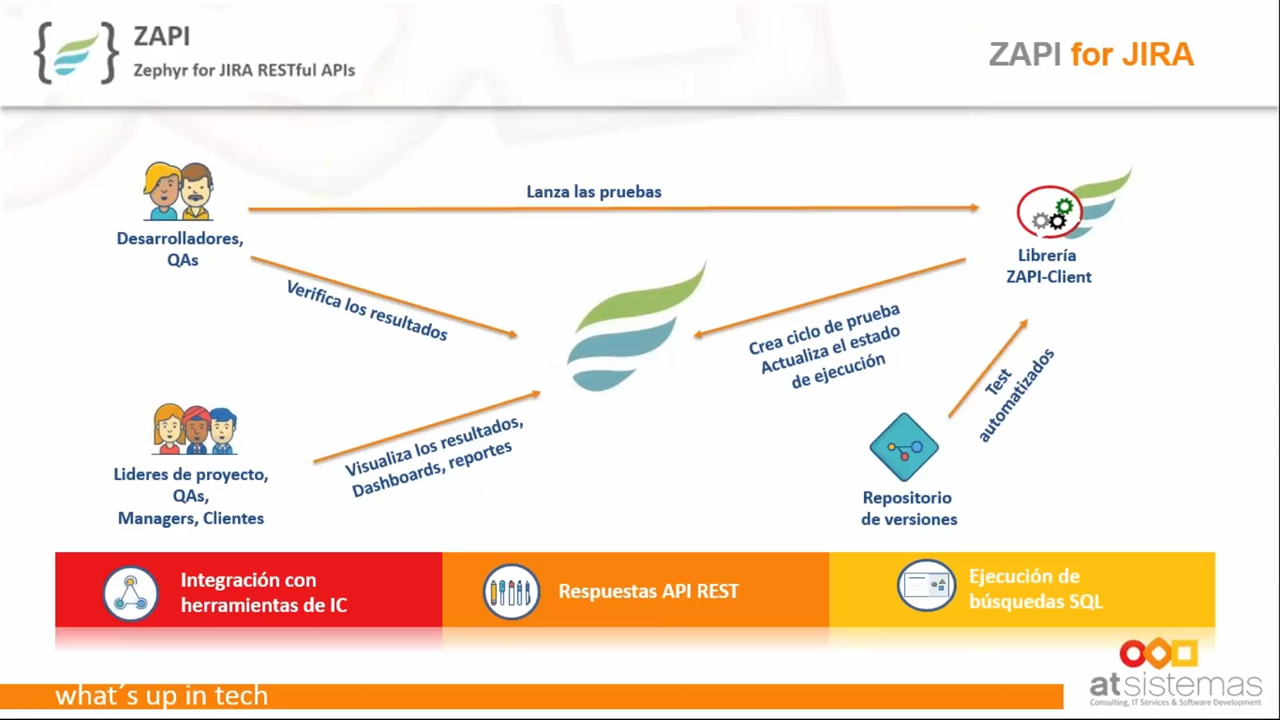 ZAPI
Zephyr for JIRA RESTful APIs
ZAPI for JIRA
Lanza las pruebas
Desarrolladores,
QAs
Verifica los resultados
Librería
ZAPI-Client
Crea ciclo de prueba
Actualiza el estado
de ejecución
Test
automatizados
Lideres de proyecto,
QAs,
Managers, Clientes
Visualiza los resultados,
Dashboards, reportes
Repositorio
de versiones
Integración con
herramientas de IC
Respuestas API REST
Ejecución de
búsquedas SQL
what´s up in tech
atsistemas
Consulting, IT Services & Software Development